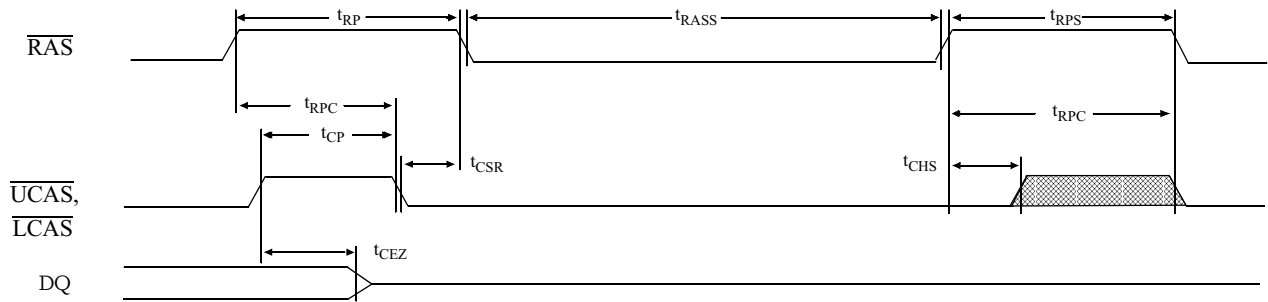 tRP tRASS tRPS
RAS
tRPC tRPC
tCP
tCSR tCHS
UCAS,
LCAS
tCEZ
DQ